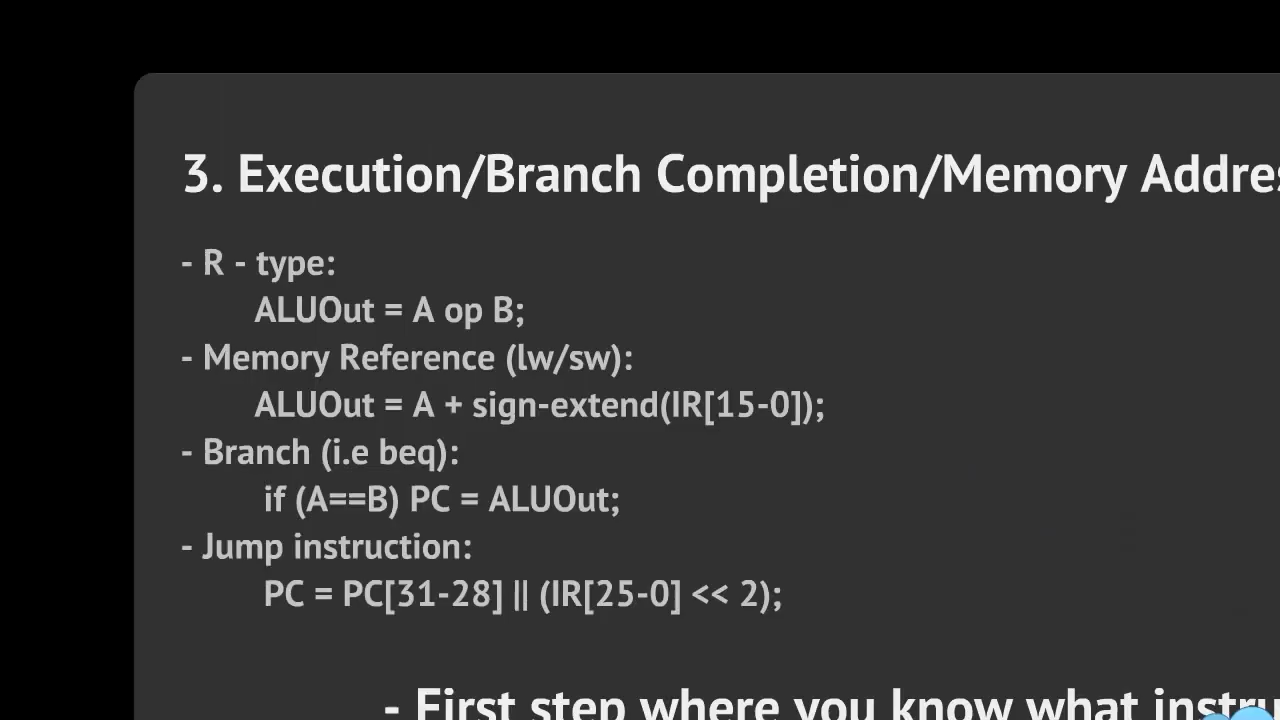 3. Execution/Branch Completion/Memory
- R - type:
ALUOut = A op B;
- Memory Reference (lw/sw):
ALUOut = A + sign-extend(IR[15-0]);
- Branch (i.e beq):
if (A==B) PC = ALUOut;
- Jump instruction:
PC = PC[31-28] || (IR[25-0] << 2);
- First step where you know what